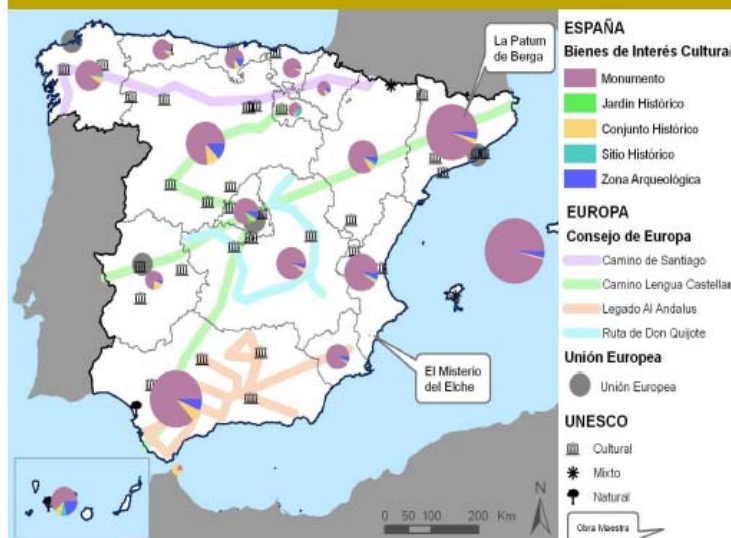 La Patum
de Berga
El Misterio
del Elche
N
0 50 100 200 Km
ESPAÑA
Bienes de Interés Cultural
Monumento
Jardín Histórico
Conjunto Histórico
Sitio Histórico
Zona Arqueológica
EUROPA
Consejo de Europa
Camino de Santiago
Camino Lengua Castellan
Legado Al Andalus
Ruta de Don Quijote
Unión Europea
Unión Europea
UNESCO
Cultural
Mixto
Natural
Obra Maestra